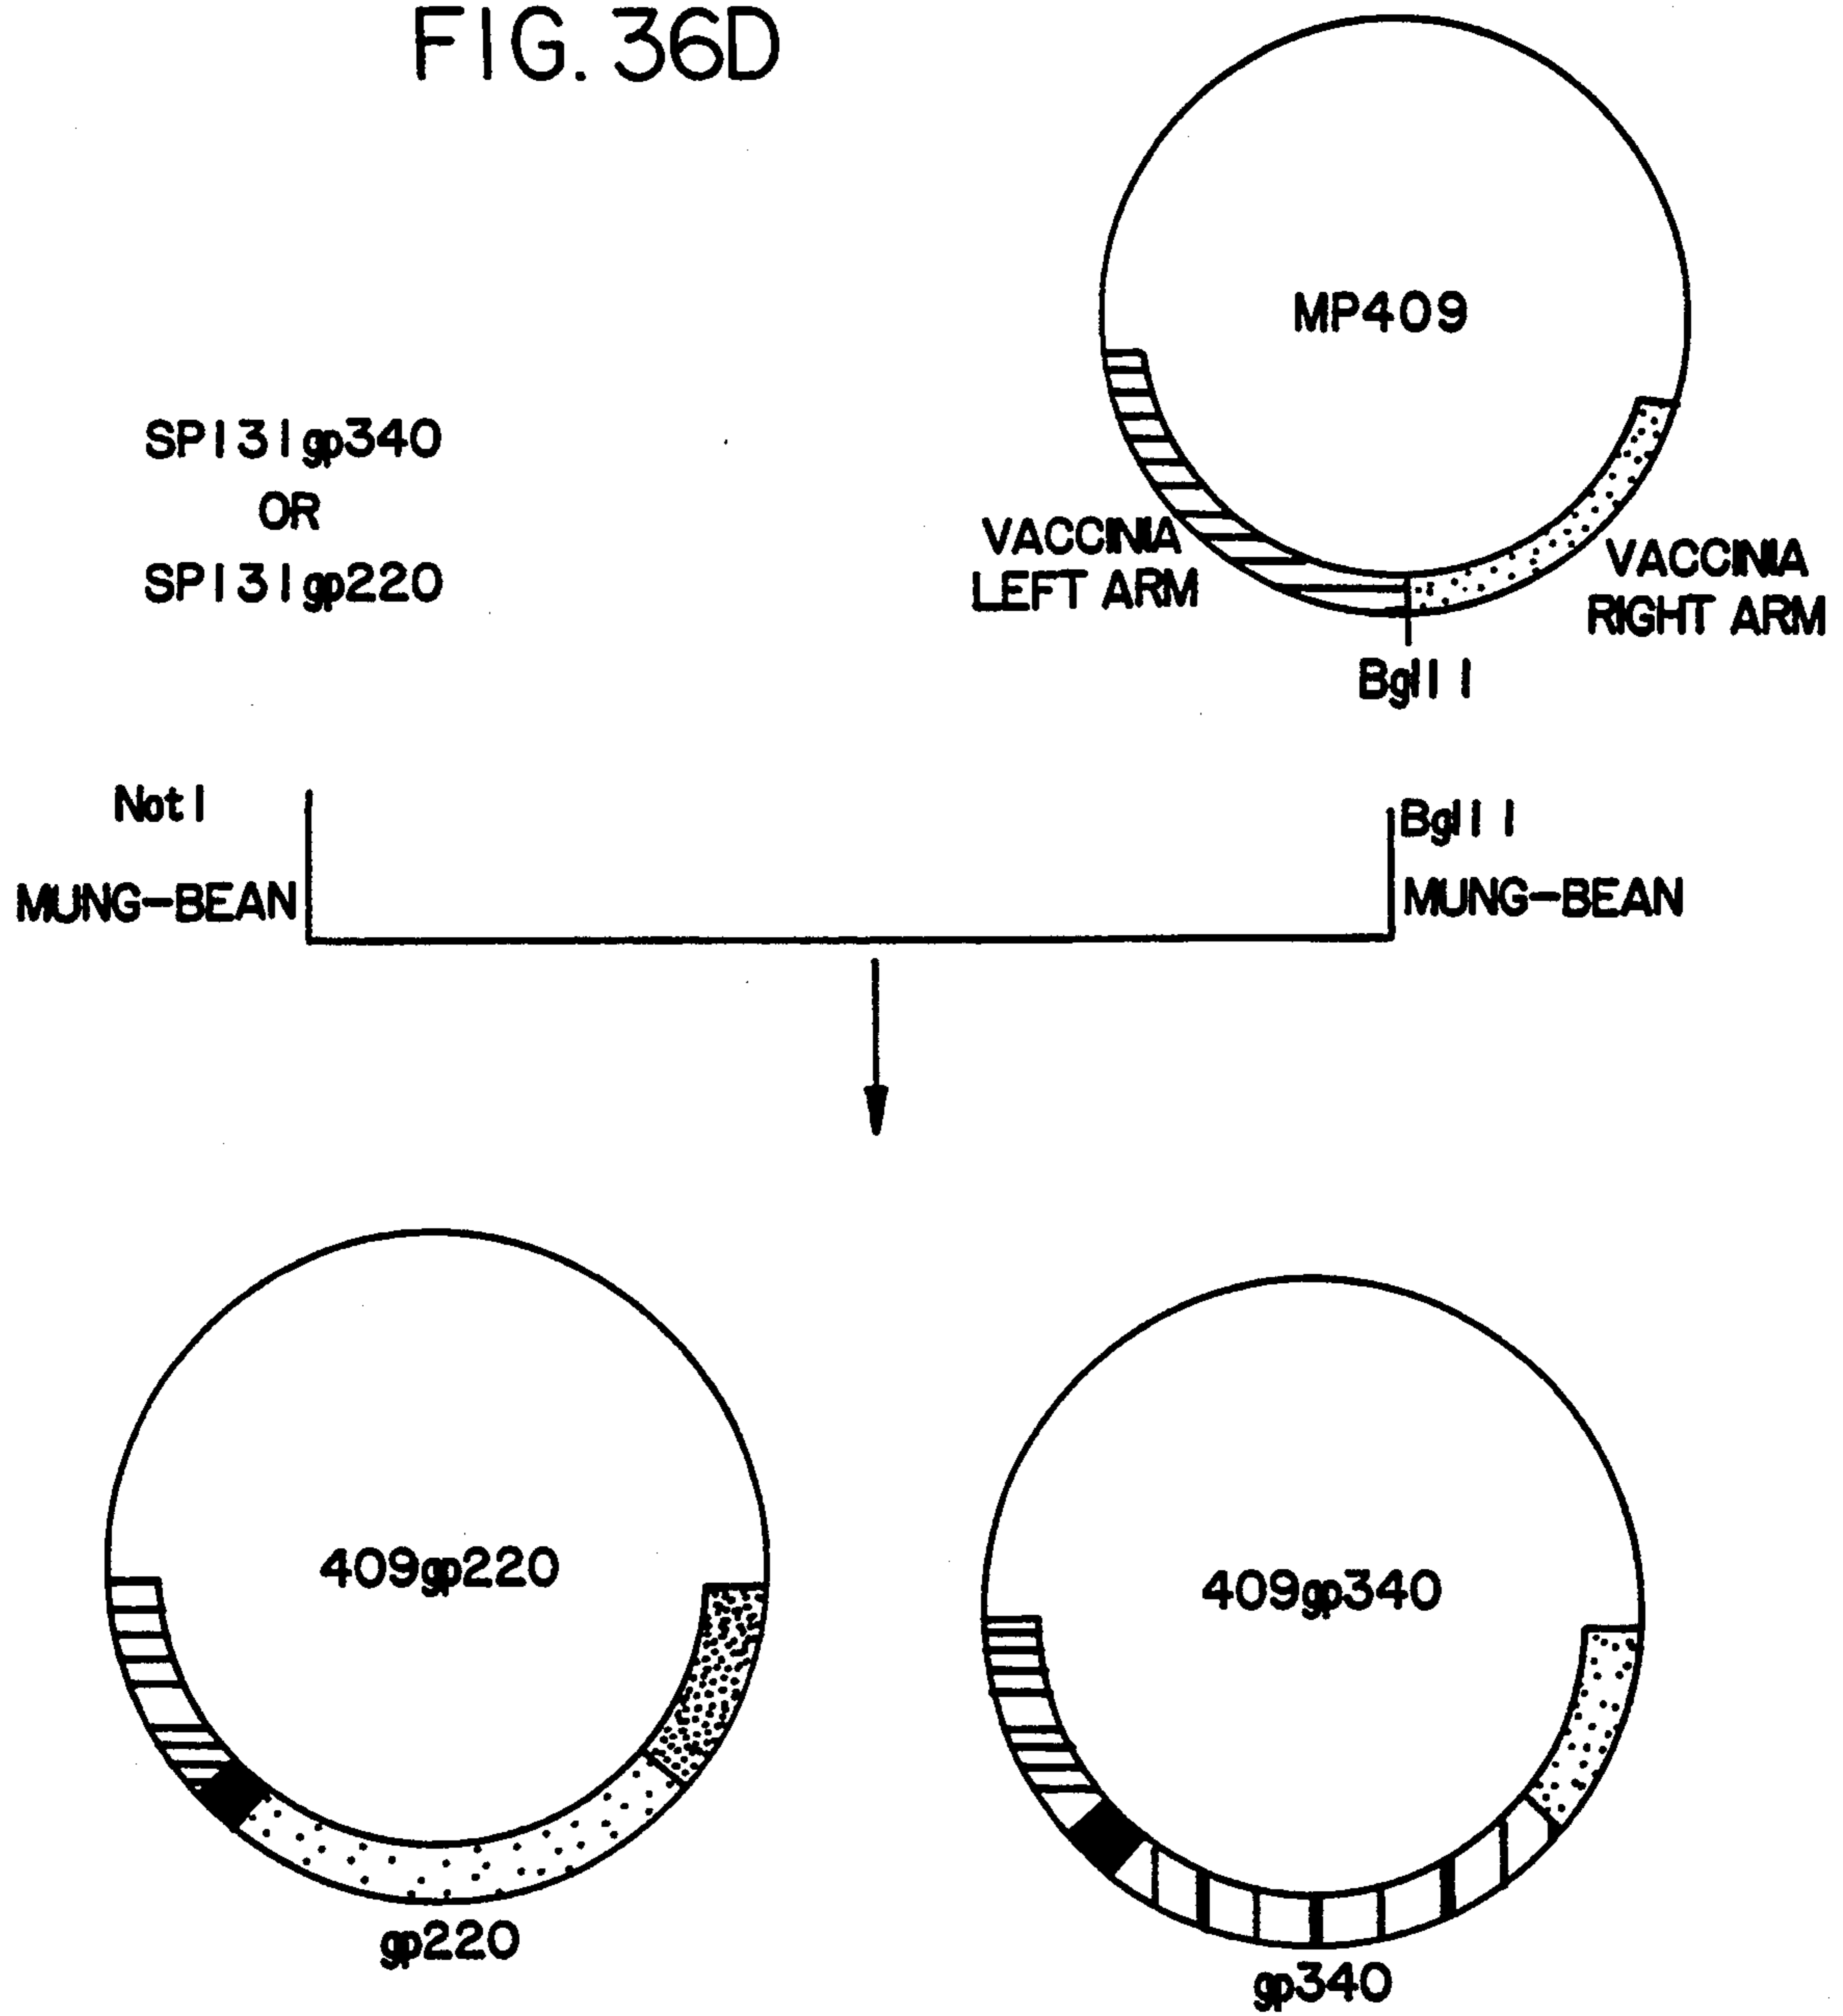 FIG. 36D
MP409
SP131gp340
OR
SP131gp220
VACCINIA
LEFT ARM
VACCINIA
RIGHT ARM
BglII
NotI
MUNG-BEAN
BglII
MUNG-BEAN
409gp220
409gp340
gp220
gp340